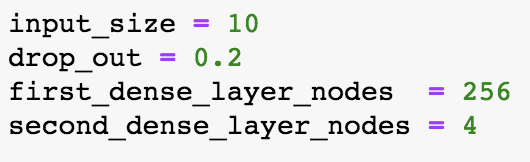 input_size = 10
drop_out = 0.2
first_dense_layer_nodes  = 256
second_dense_layer_nodes = 4